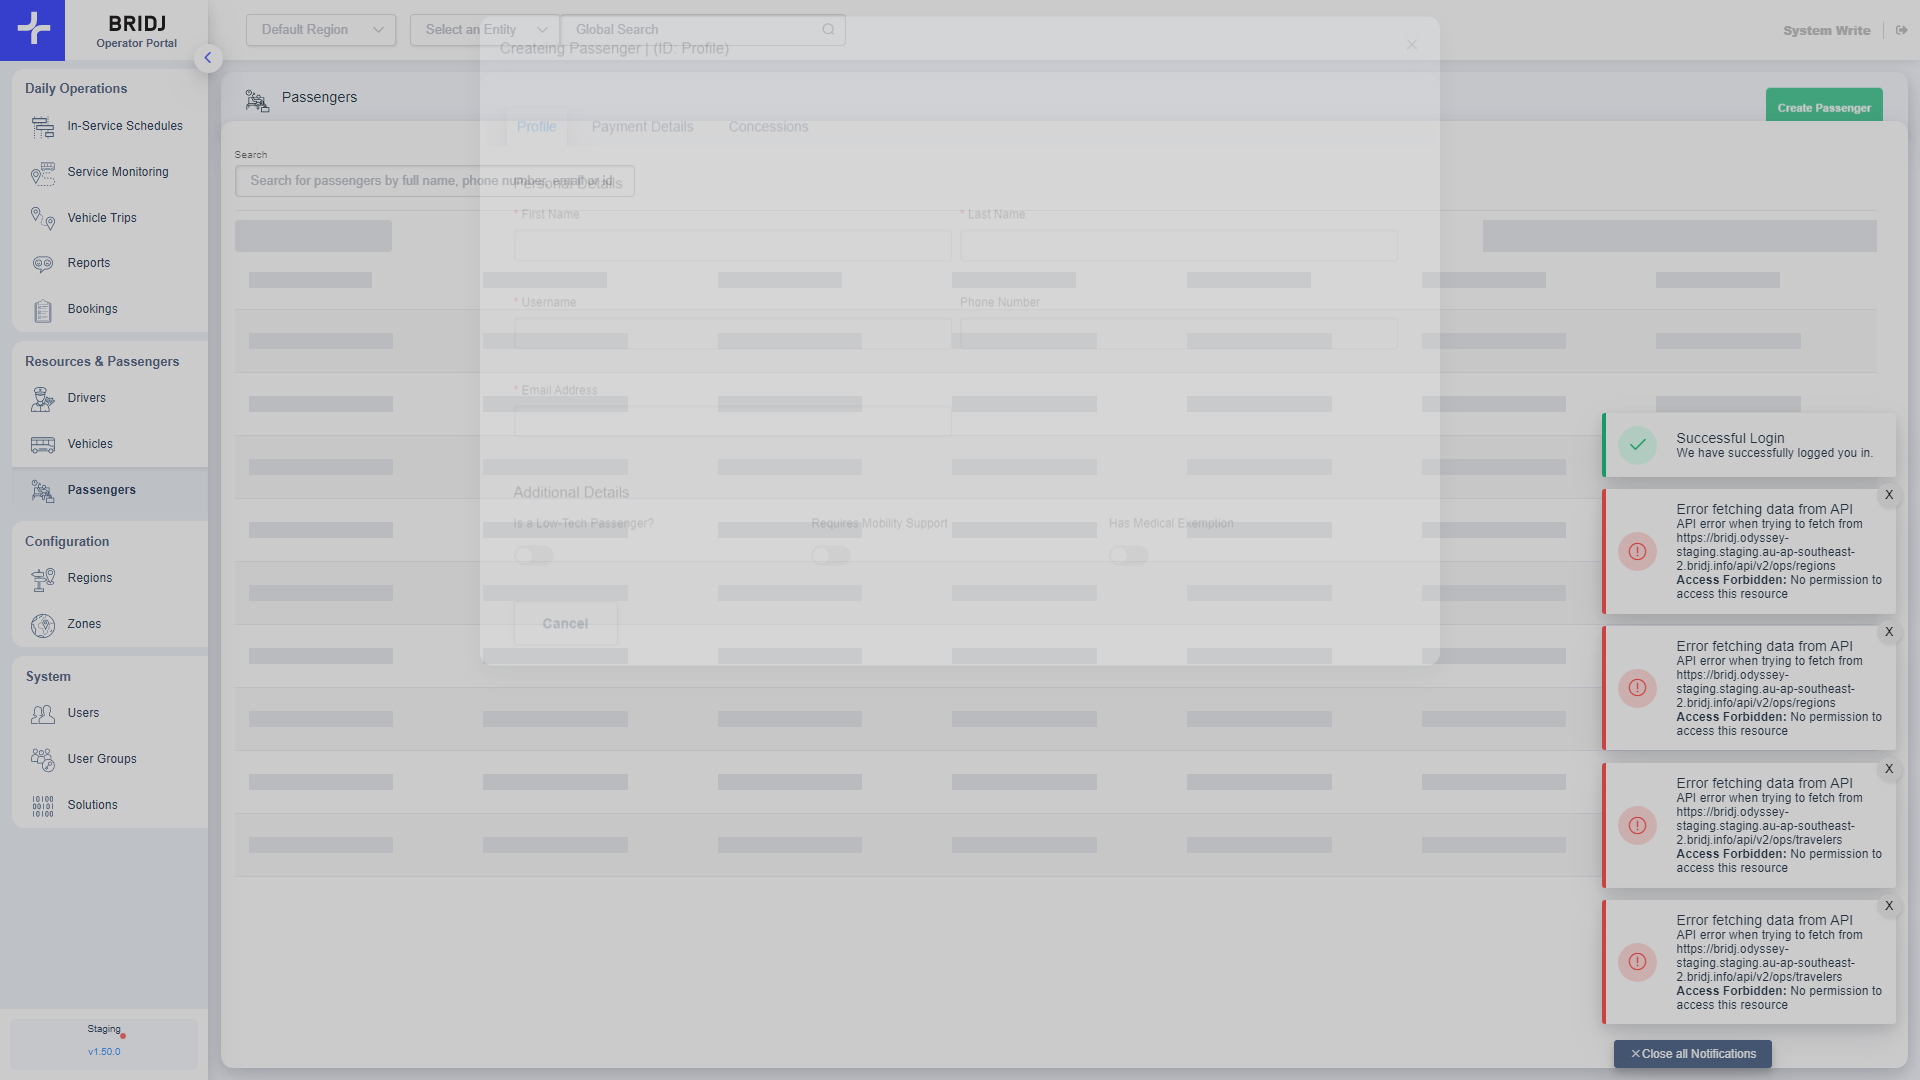 BRIDJ
Operator Portal
Default Region
Select an Entity
Global Search
System Write
Createing Passenger | (ID: Profile)
Passengers
Create Passenger
Profile
Payment Details
Concessions
Search
Search for passengers by full name, phone number, email or id
Personal Details
* First Name
* Last Name
* Username
Phone Number
* Email Address
Additional Details
Is a Low-Tech Passenger?
Requires Mobility Support
Has Medical Exemption
Cancel
Daily Operations
In-Service Schedules
Service Monitoring
Vehicle Trips
Reports
Bookings
Resources & Passengers
Drivers
Vehicles
Passengers
Configuration
Regions
Zones
System
Users
User Groups
Solutions
Staging
v1.50.0
Successful Login
We have successfully logged you in.
X
Error fetching data from API
API error when trying to fetch from
https://bridj.odyssey-
staging.staging.au-ap-southeast-
2.bridj.info/api/v2/ops/regions
Access Forbidden: No permission to
access this resource
X
Error fetching data from API
API error when trying to fetch from
https://bridj.odyssey-
staging.staging.au-ap-southeast-
2.bridj.info/api/v2/ops/regions
Access Forbidden: No permission to
access this resource
X
Error fetching data from API
API error when trying to fetch from
https://bridj.odyssey-
staging.staging.au-ap-southeast-
2.bridj.info/api/v2/ops/travelers
Access Forbidden: No permission to
access this resource
X
Error fetching data from API
API error when trying to fetch from
https://bridj.odyssey-
staging.staging.au-ap-southeast-
2.bridj.info/api/v2/ops/travelers
Access Forbidden: No permission to
access this resource
Close all Notifications